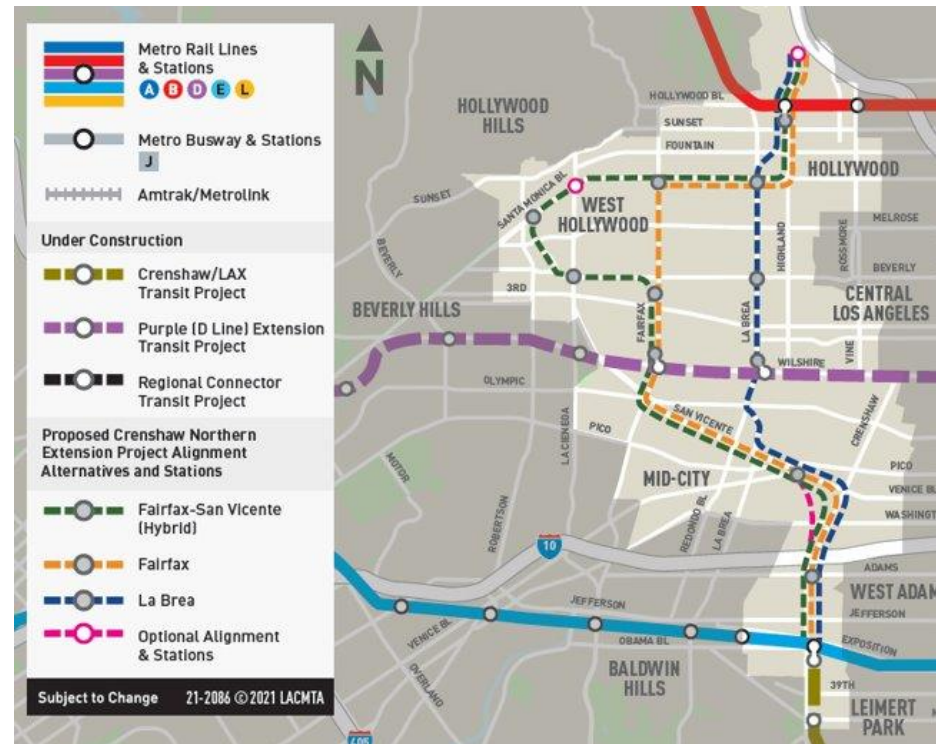 Metro Rail Lines
& Stations
A B D E L
Metro Busway & Stations
J
Amtrak/Metrolink
Under Construction
Crenshaw/LAX
Transit Project
Purple (D Line) Extension
Transit Project
Regional Connector
Transit Project
Proposed Crenshaw Northern
Extension Project Alignment
Alternatives and Stations
Fairfax-San Vicente
(Hybrid)
Fairfax
La Brea
Optional Alignment
& Stations
Subject to Change 21-2086 © 2021 LACMTA
N
HOLLYWOOD
HILLS
HOLLYWOOD BL
SUNSET
FOUNTAIN
HOLLYWOOD
SANTA MONICA BL
SUNSET
WEST
HOLLYWOOD
MELROSE
HIGHLAND
ROSSMORE
BEVERLY
BEVERLY
3RD
CENTRAL
LOS ANGELES
BEVERLY HILLS
FAIRFAX
LA BREA
VINE
WILSHIRE
OLYMPIC
SAN VICENTE
CRENSHAW
PICO
LA CIENEGA
MID-CITY
PICO
VENICE BL
WASHINGT
MOTOR
ROBERTSON
REDONDO BL
LA BREA
10
ADAMS
WEST ADAM
JEFFERSON
JEFFERSON
VENICE BL
OBAMA BL
EXPOSITION
OVERLAND
BALDWIN
HILLS
39TH
LEIMERT
PARK
405